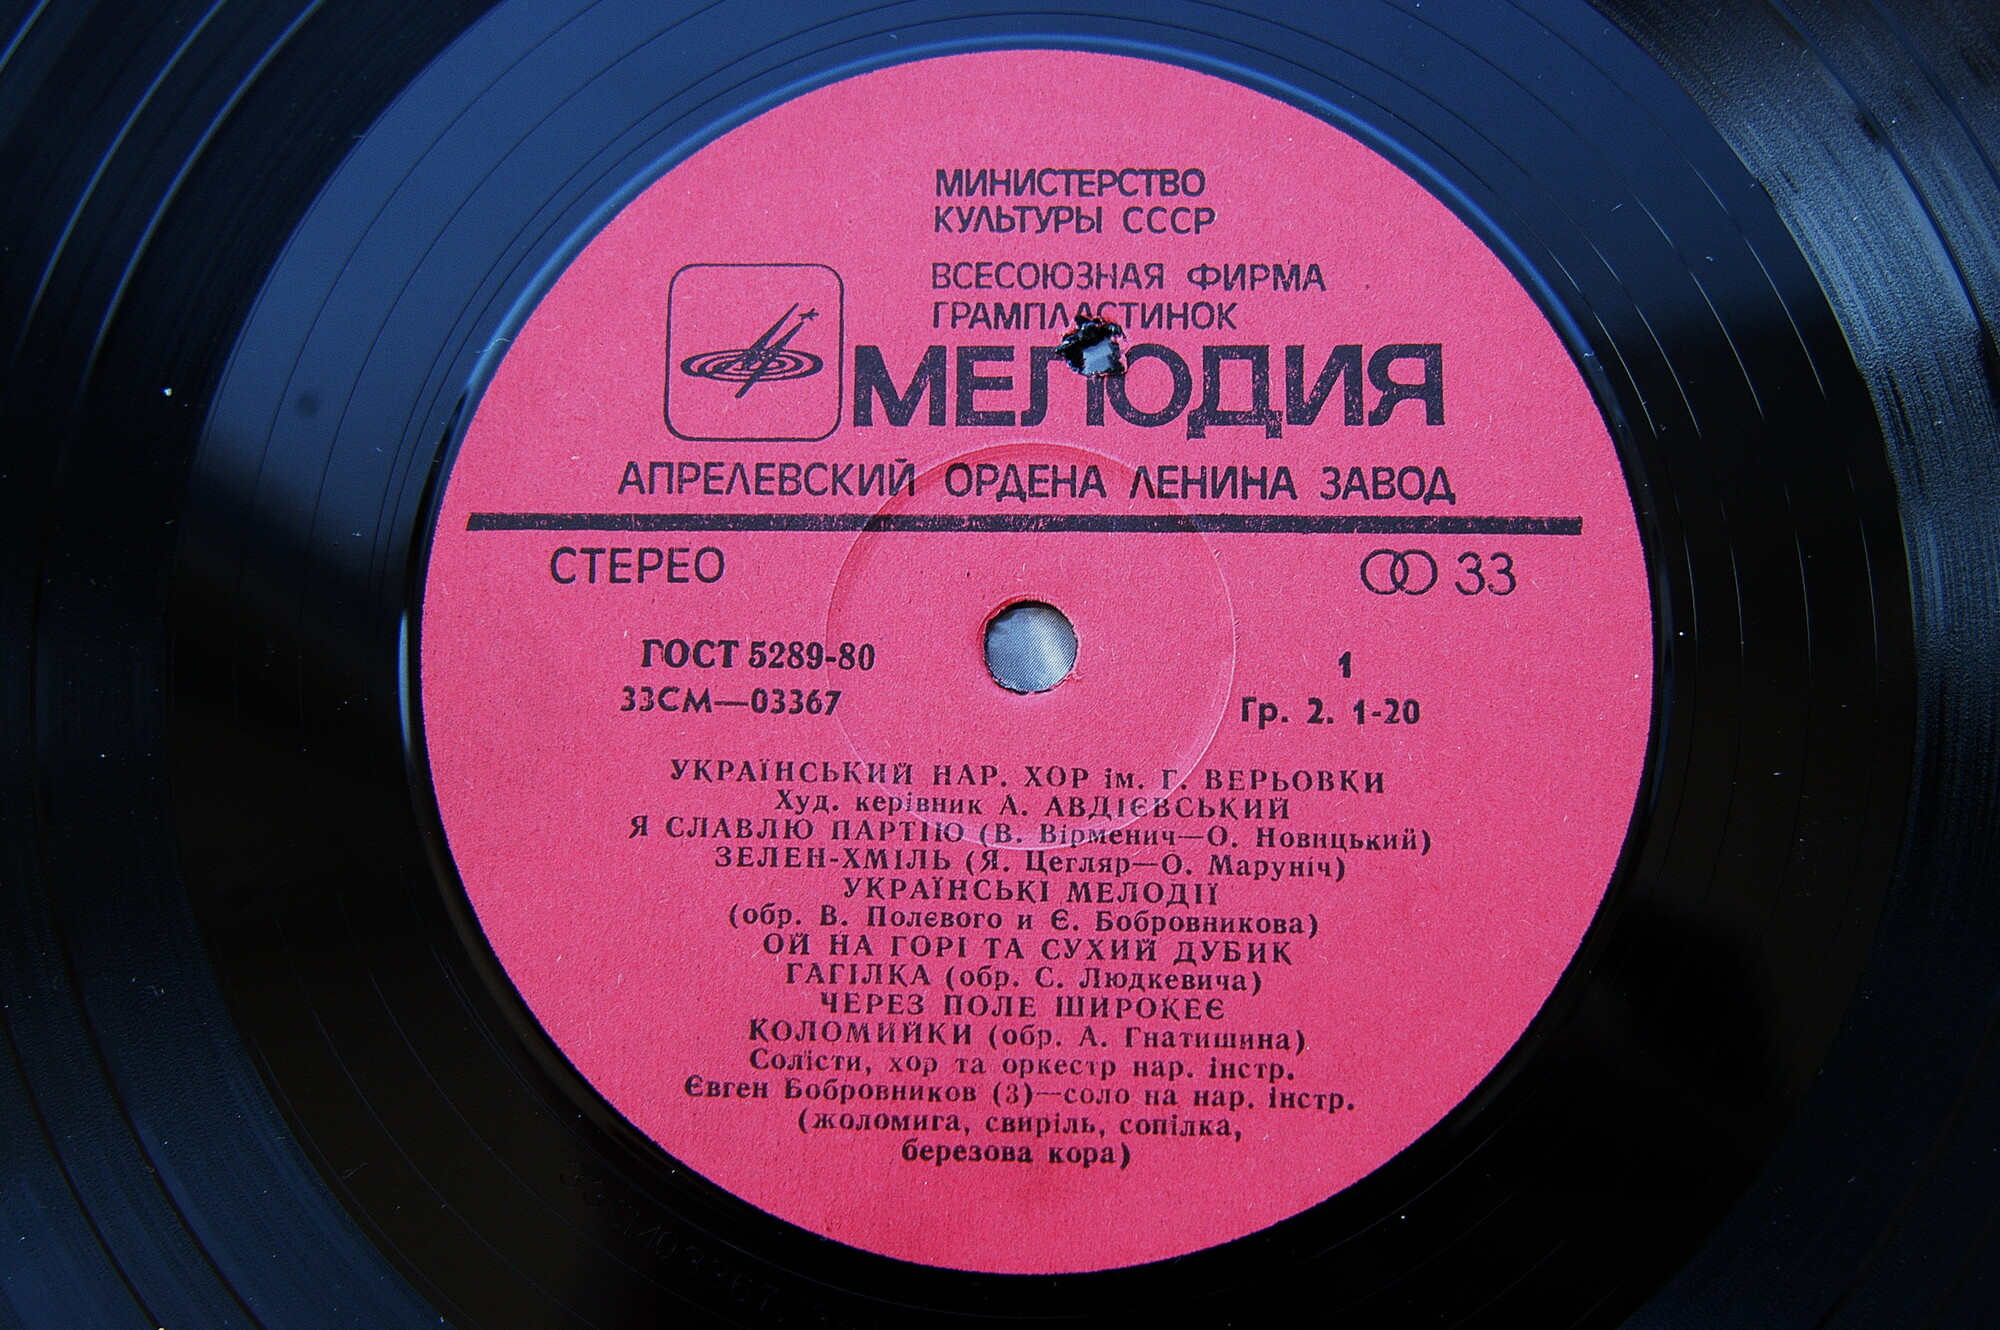 МИНИСТЕРСТВО
КУЛЬТУРЫ СССР
ВСЕСОЮЗНАЯ ФИРМА
ГРАМПЛАСТИНОК
МЕЛОДИЯ
АПРЕЛЕВСКИЙ ОРДЕНА ЛЕНИНА ЗАВОД
СТЕРЕО
33
ГОСТ 5289-80
1
33СМ—03367
Гр. 2. 1-20
УКРАЇНСЬКИЙ НАР. ХОР ім. Г. ВЕРЬОВКИ
Худ. керівник А. АВДІЄВСЬКИЙ
Я СЛАВЛЮ ПАРТІЮ (В. Вірменич—О. Новицький)
ЗЕЛЕН-ХМІЛЬ (Я. Цегляр—О. Маруніч)
УКРАЇНСЬКІ МЕЛОДІЇ
(обр. В. Полєвого и Є. Бобровникова)
ОЙ НА ГОРІ ТА СУХИЙ ДУБИК
ГАГІЛКА (обр. С. Людкевича)
ЧЕРЕЗ ПОЛЕ ШИРОКЕЄ
КОЛОМИЙКИ (обр. А. Гнатишина)
Солісти, хор та оркестр нар. інстр.
Євген Бобровников (3)—соло на нар. інстр.
(жоломига, свиріль, сопілка,
березова кора)